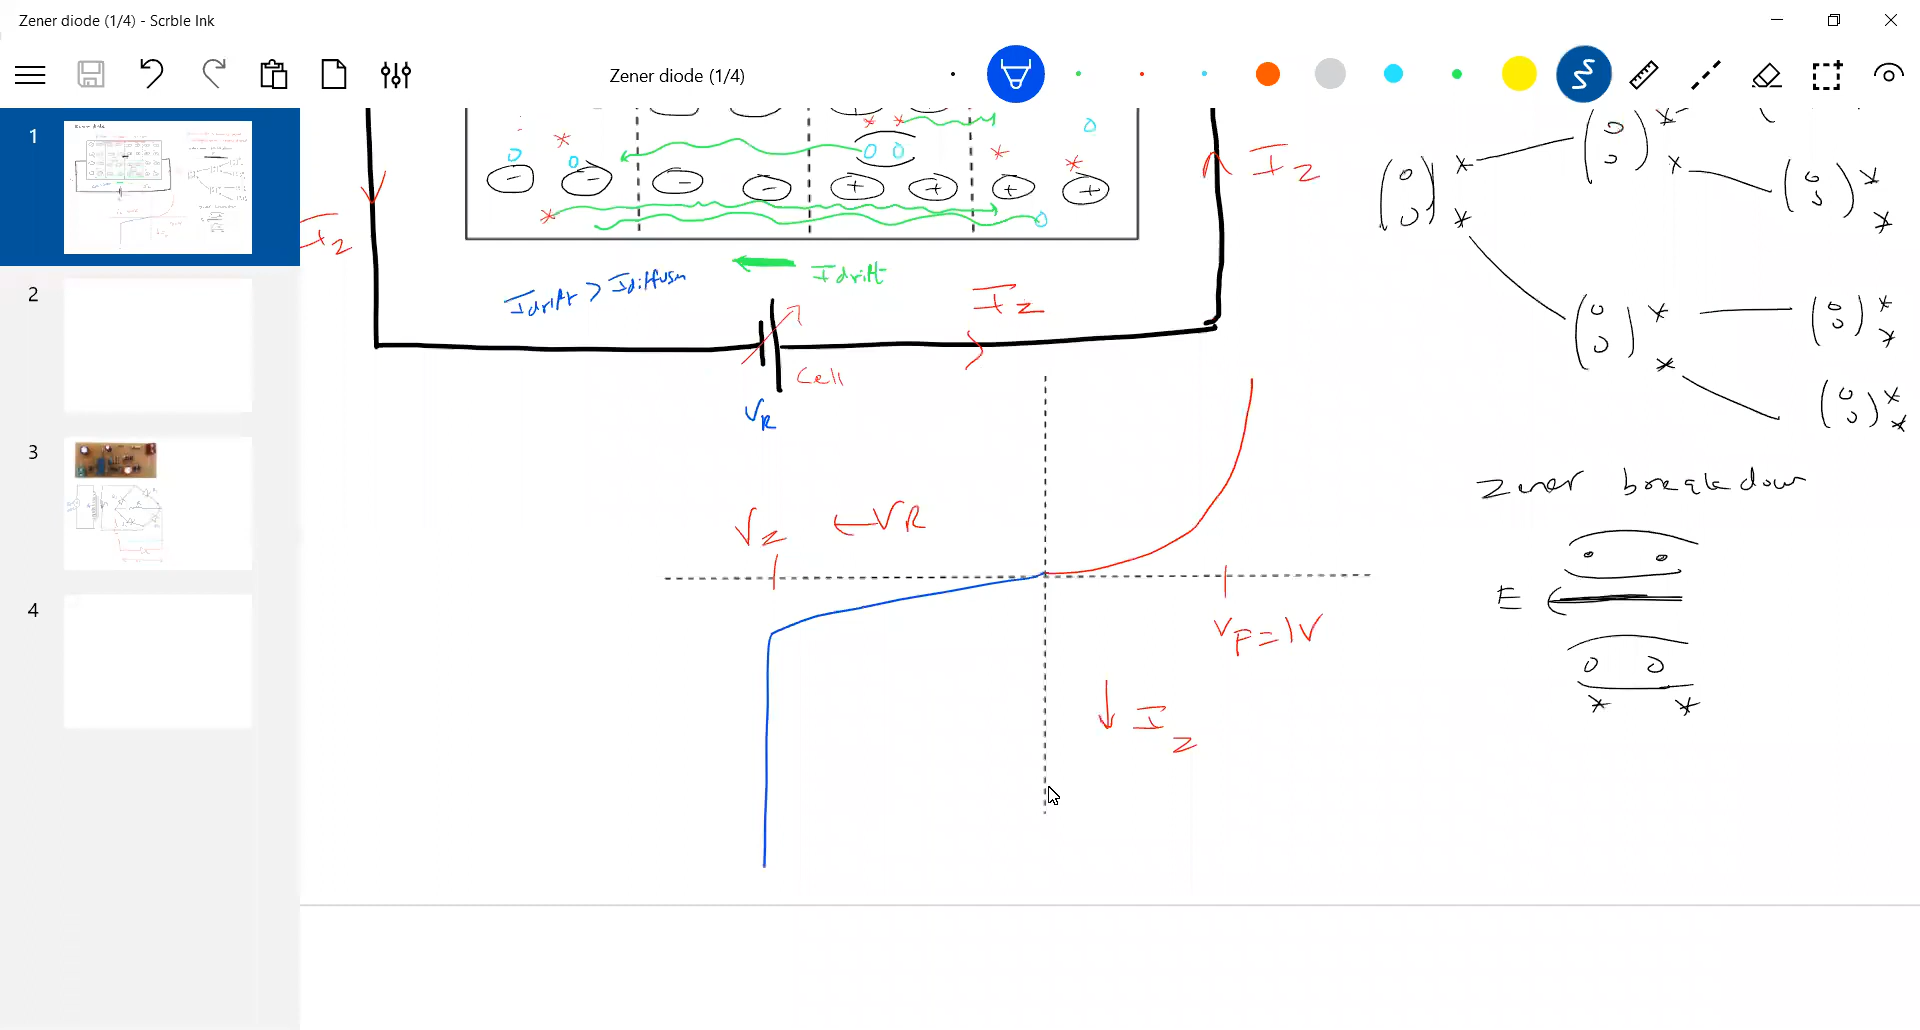 Zener diode (1/4) - Scrble Ink
Zener diode (1/4)
1
2
3
4
Iz
Iz
Idrift > Idiffusn
Idrift
Iz
Cell
VR
Vz
←VR
VF=1V
↓ Iz
Zener breakdown
E